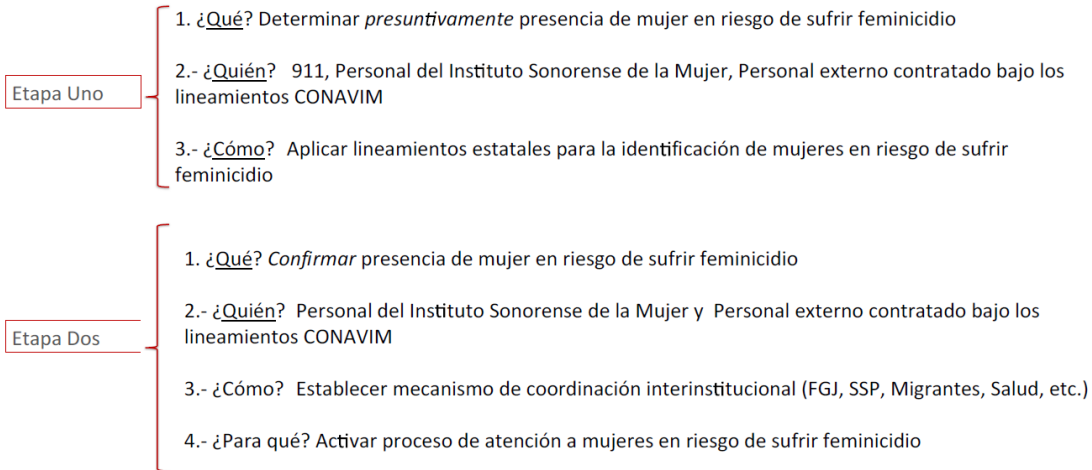 Etapa Uno
1. ¿Qué? Determinar presuntivamente presencia de mujer en riesgo de sufrir feminicidio
2.- ¿Quién? 911, Personal del Instituto Sonorense de la Mujer, Personal externo contratado bajo los
lineamientos CONAVIM
3.- ¿Cómo? Aplicar lineamientos estatales para la identificación de mujeres en riesgo de sufrir
feminicidio
Etapa Dos
1. ¿Qué? Confirmar presencia de mujer en riesgo de sufrir feminicidio
2.- ¿Quién? Personal del Instituto Sonorense de la Mujer y Personal externo contratado bajo los
lineamientos CONAVIM
3.- ¿Cómo? Establecer mecanismo de coordinación interinstitucional (FGJ, SSP, Migrantes, Salud, etc.)
4.- ¿Para qué? Activar proceso de atención a mujeres en riesgo de sufrir feminicidio